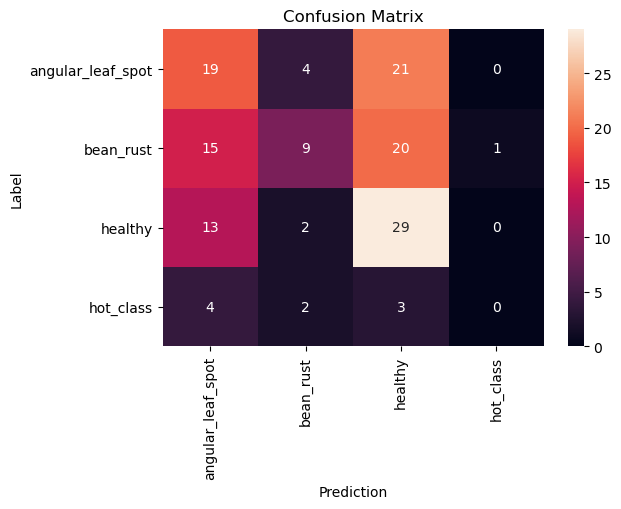 Confusion Matrix
angular_leaf_spot 19 4 21 0
bean_rust 15 9 20 1
healthy 13 2 29 0
hot_class 4 2 3 0
angular_leaf_spot
bean_rust
healthy
hot_class
Prediction
Label
25
20
15
10
5
0